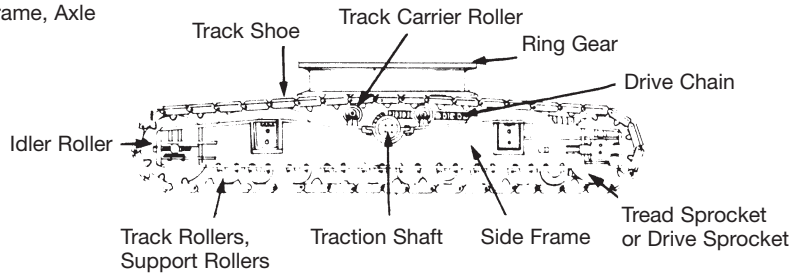 rame, Axle
Track Carrier Roller
Track Shoe
Ring Gear
Drive Chain
Idler Roller
Track Rollers,
Support Rollers
Traction Shaft
Side Frame
Tread Sprocket
or Drive Sprocket